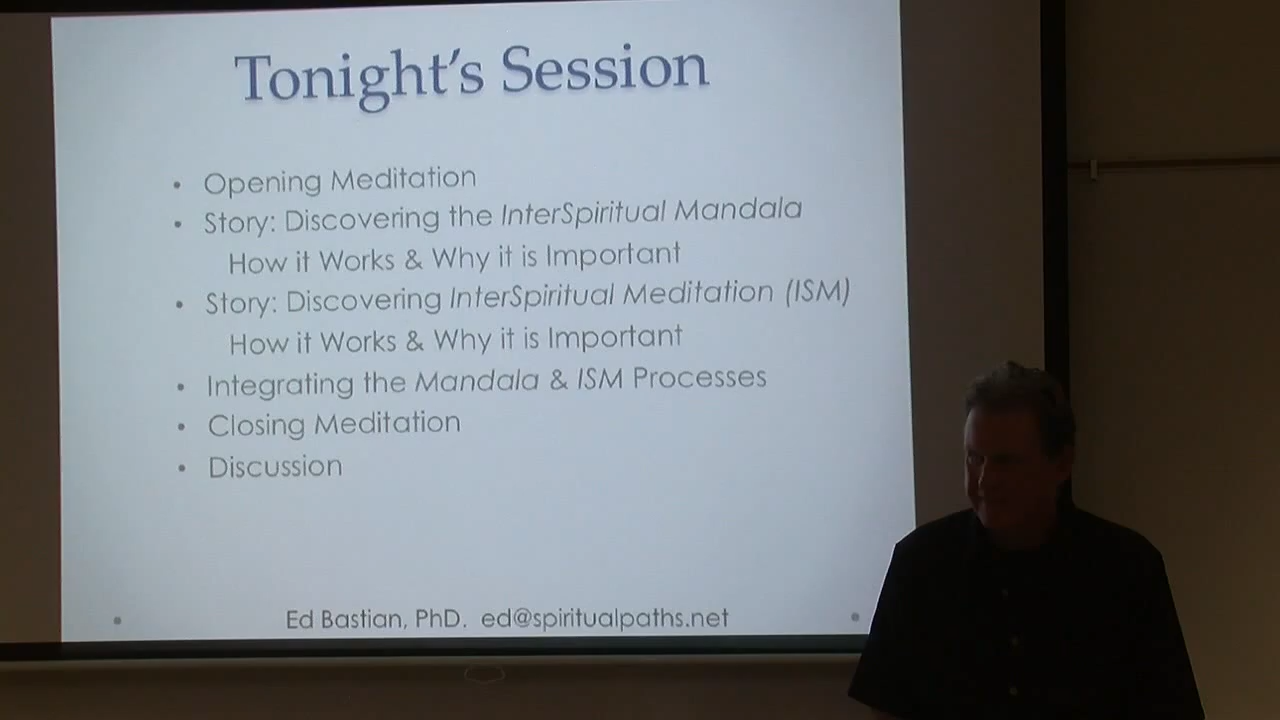 Tonight's Session
• Opening Meditation
• Story: Discovering the InterSpiritual Mandala
How it Works & Why it is Important
• Story: Discovering InterSpiritual Meditation (ISM)
How it Works & Why it is Important
• Integrating the Mandala & ISM Processes
• Closing Meditation
• Discussion
Ed Bastian, PhD. ed@spiritualpaths.net